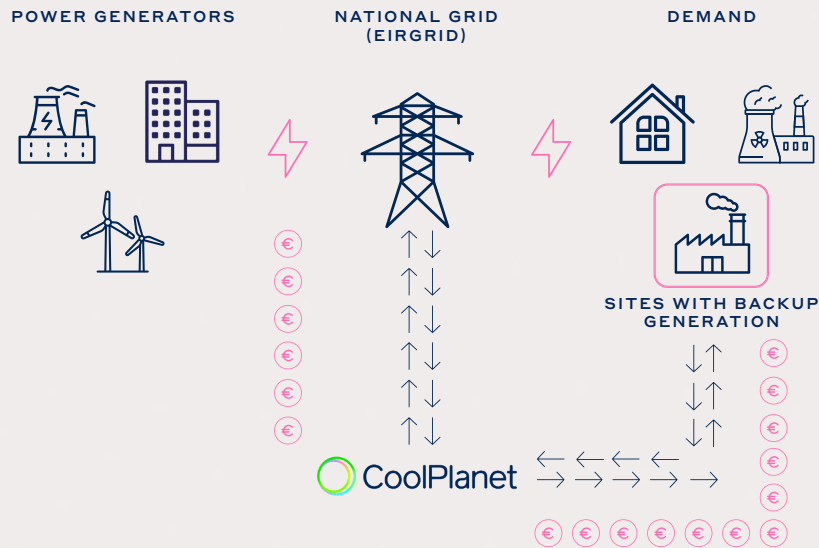 POWER GENERATORS
NATIONAL GRID
(EIRGRID)
DEMAND
SITES WITH BACKUP
GENERATION
€
€
€
€
€
€
€
€
€
€
€
CoolPlanet
€ € € € € € €